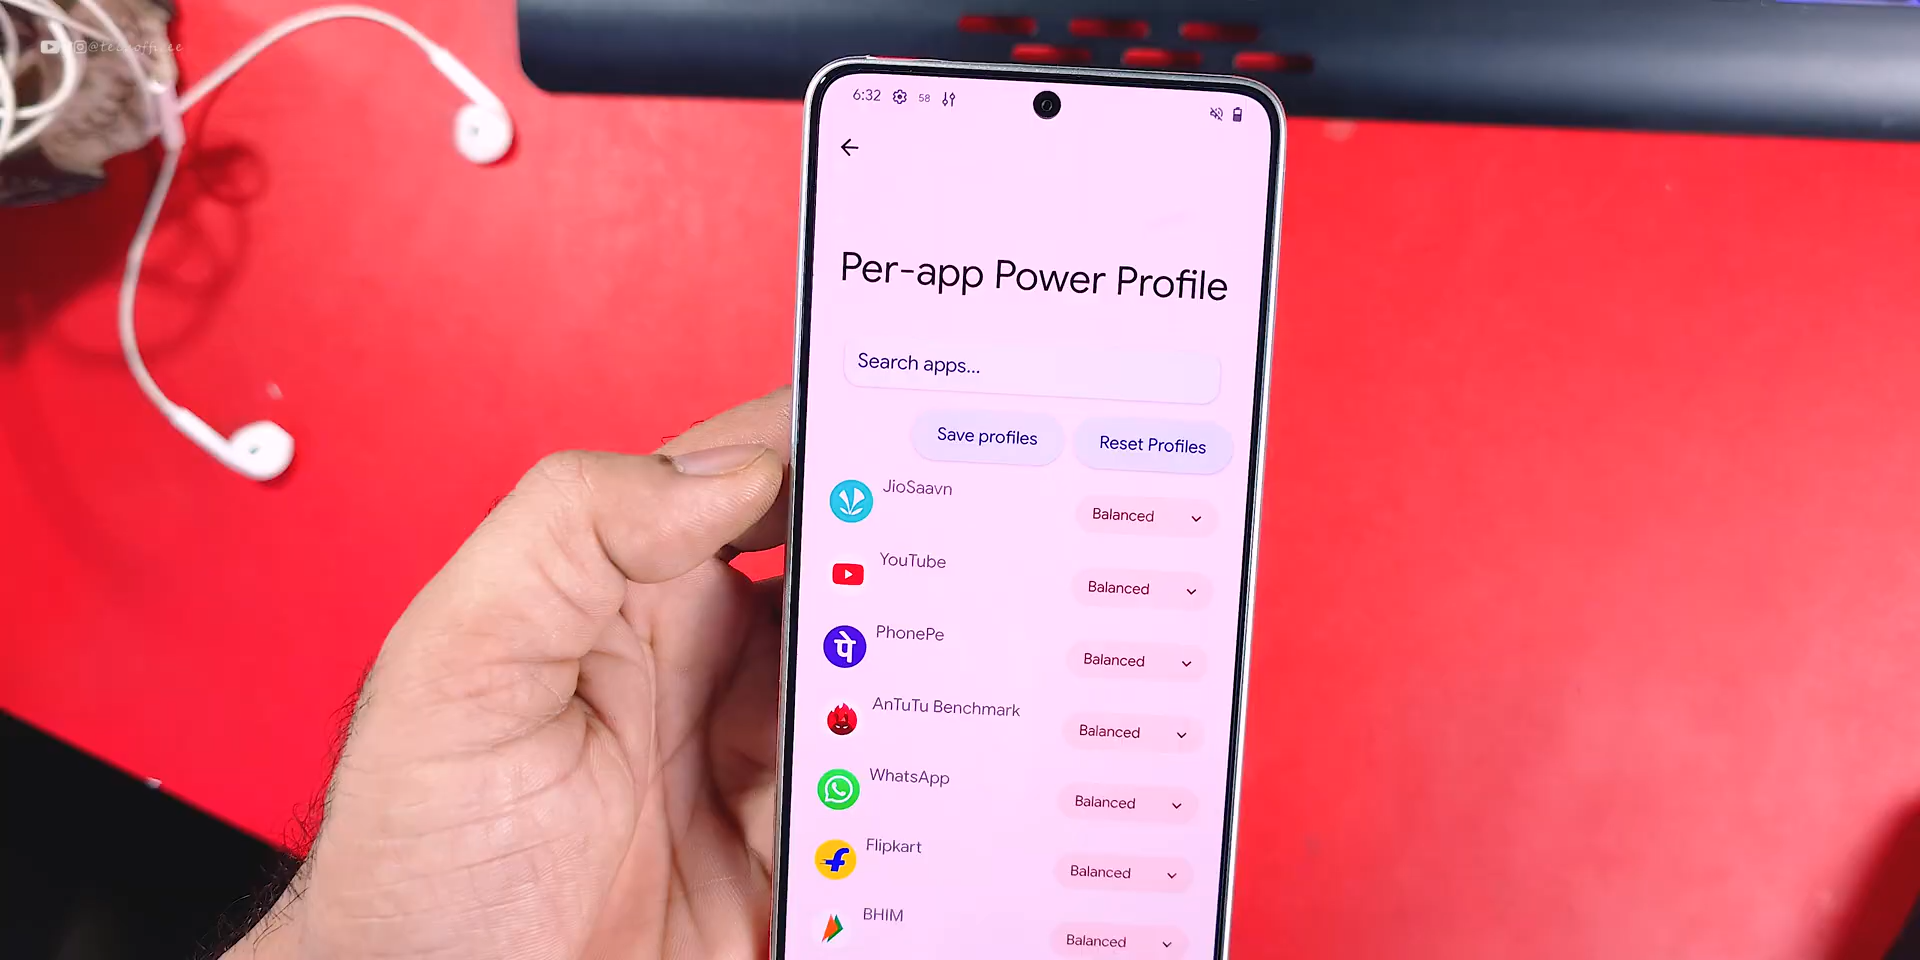 @techoffice
6:32 58
Per-app Power Profile
Search apps...
Save profiles Reset Profiles
JioSaavn Balanced
YouTube Balanced
पे PhonePe Balanced
AnTuTu Benchmark Balanced
WhatsApp Balanced
f Flipkart Balanced
BHIM Balanced